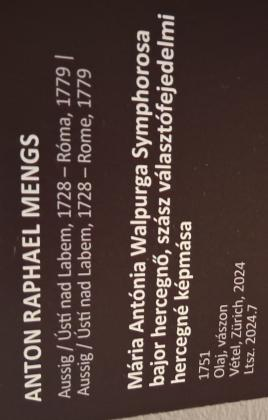 ANTON RAPHAEL MENGS
Aussig / Ústí nad Labem, 1728 – Róma, 1779 |
Aussig / Ústí nad Labem, 1728 – Rome, 1779
Mária Antónia Walpurga Symphorosa
bajor hercegnő, szász választófejedelmi
hercegné képmása
1751
Olaj, vászon
Vétel, Zürich, 2024
Ltsz. 2024.7